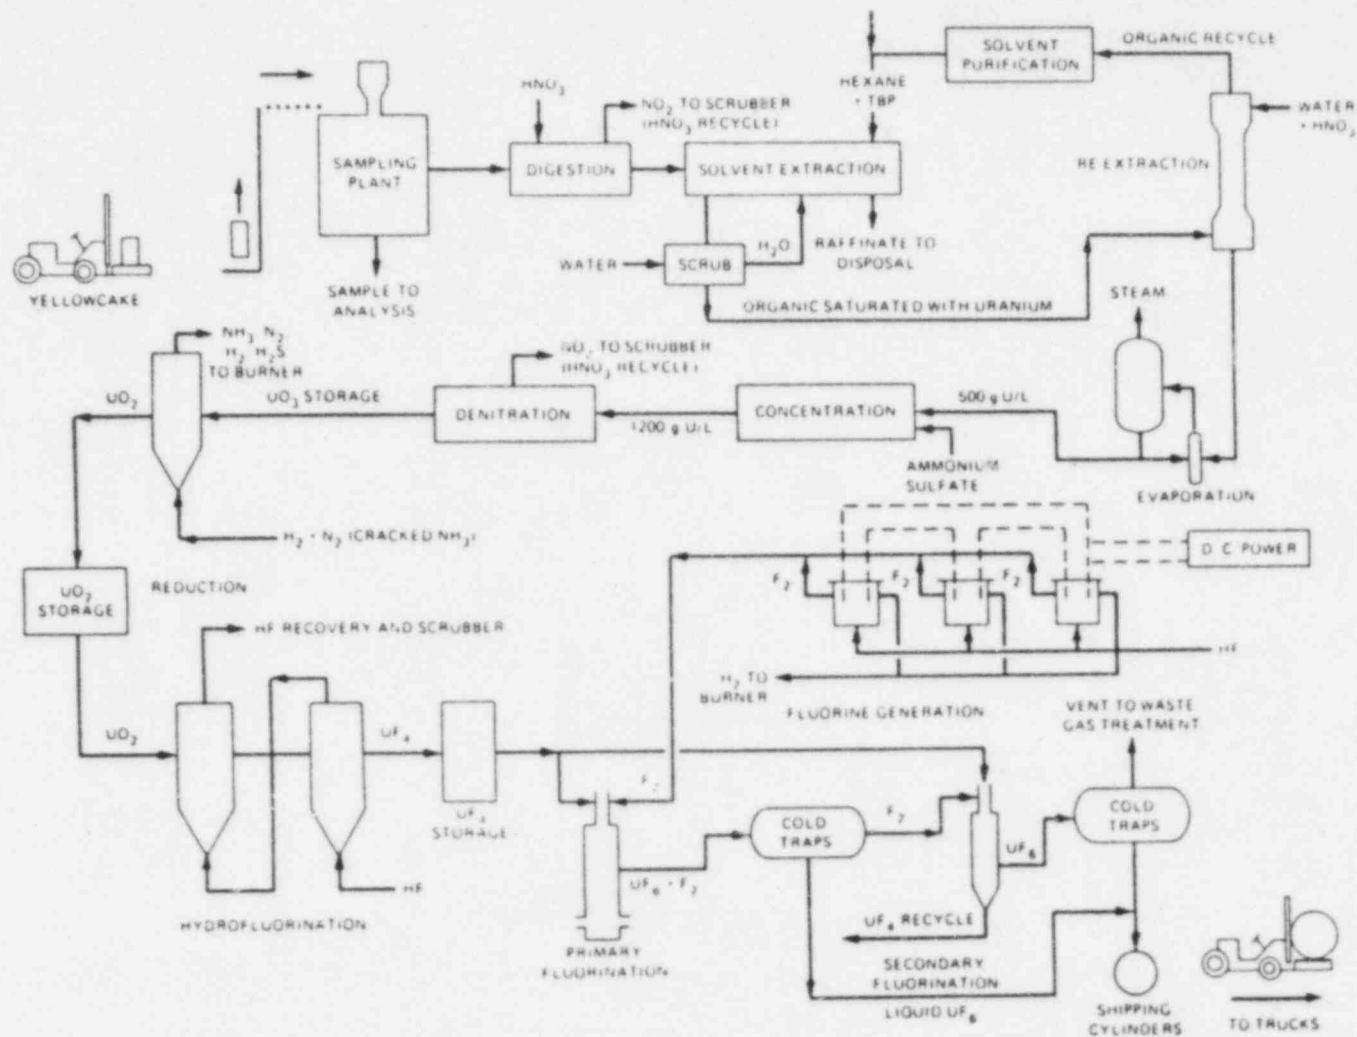 YELLOWCAKE
SAMPLING
PLANT
SAMPLE TO
ANALYSIS
HNO₃
DIGESTION
NO₂ TO SCRUBBER
(HNO₃ RECYCLE)
HEXANE
+ TBP
SOLVENT EXTRACTION
SOLVENT
PURIFICATION
ORGANIC RECYCLE
WATER
+ HNO₃
RE EXTRACTION
WATER
SCRUB
H₂O
RAFFINATE TO
DISPOSAL
ORGANIC SATURATED WITH URANIUM
STEAM
EVAPORATION
500 g U/L
CONCENTRATION
AMMONIUM
SULFATE
1200 g U/L
DENITRATION
NO₂ TO SCRUBBER
(HNO₃ RECYCLE)
UO₃ STORAGE
NH₃ N₂
H₂ H₂S
TO BURNER
UO₂
H₂ - N₂ (CRACKED NH₃)
REDUCTION
UO₂
STORAGE
HF RECOVERY AND SCRUBBER
UO₂
HF
HYDROFLUORINATION
UF₄
UF₄
STORAGE
D C POWER
F₂
F₂
F₂
HF
H₂ TO
BURNER
FLUORINE GENERATION
F₂
PRIMARY
FLUORINATION
UF₆ - F₂
COLD
TRAPS
F₂
UF₄ RECYCLE
SECONDARY
FLUORINATION
LIQUID UF₆
UF₆
VENT TO WASTE
GAS TREATMENT
COLD
TRAPS
SHIPPING
CYLINDERS
TO TRUCKS